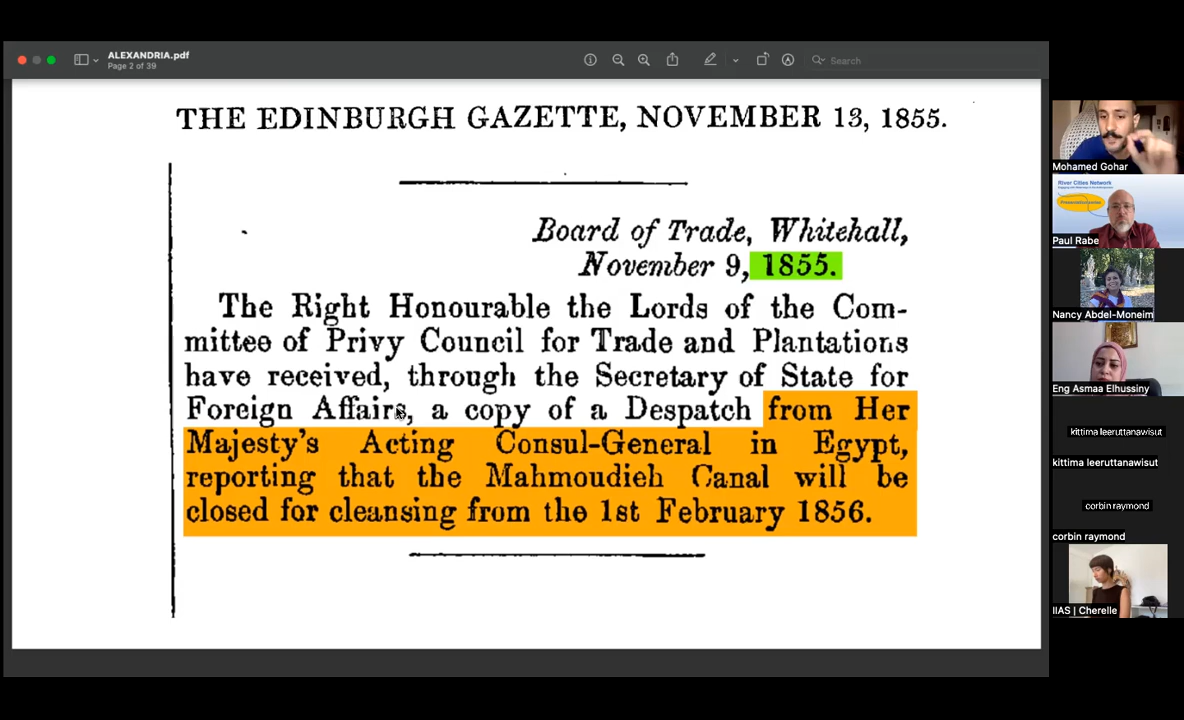 ALEXANDRIA.pdf
Page 2 of 39
Search
THE EDINBURGH GAZETTE, NOVEMBER 13, 1855.
Board of Trade, Whitehall,
November 9, 1855.
The Right Honourable the Lords of the Com-
mittee of Privy Council for Trade and Plantations
have received, through the Secretary of State for
Foreign Affairs, a copy of a Despatch from Her
Majesty's Acting Consul-General in Egypt,
reporting that the Mahmoudieh Canal will be
closed for cleansing from the 1st February 1856.
Mohamed Gohar
River Cities Network
Paul Rabe
Nancy Abdel-Moneim
Eng Asmaa Elhussiny
kittima leeruttanawisut
kittima leeruttanawisut
corbin raymond
corbin raymond
IIAS | Cherelle